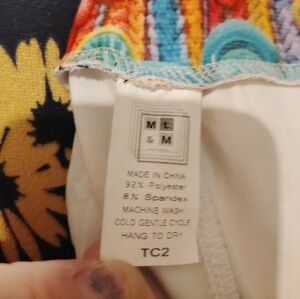 ML
& M
MADE IN CHINA
92% Polyester
8% Spandex
MACHINE WASH
COLD GENTLE CYCLE
HANG TO DRY
TC2